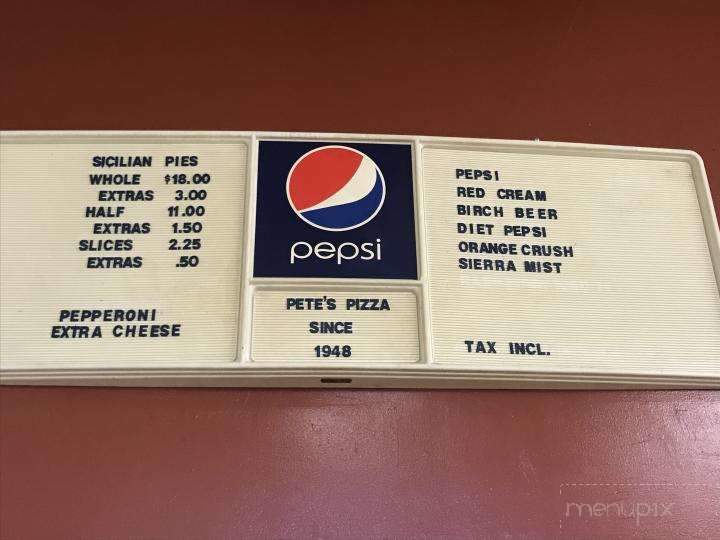 SICILIAN PIES
WHOLE $18.00
EXTRAS 3.00
HALF 11.00
EXTRAS 1.50
SLICES 2.25
EXTRAS .50
PEPPERONI
EXTRA CHEESE
pepsi
PETE'S PIZZA
SINCE
1948
PEPSI
RED CREAM
BIRCH BEER
DIET PEPSI
ORANGE CRUSH
SIERRA MIST
TAX INCL.
menupix